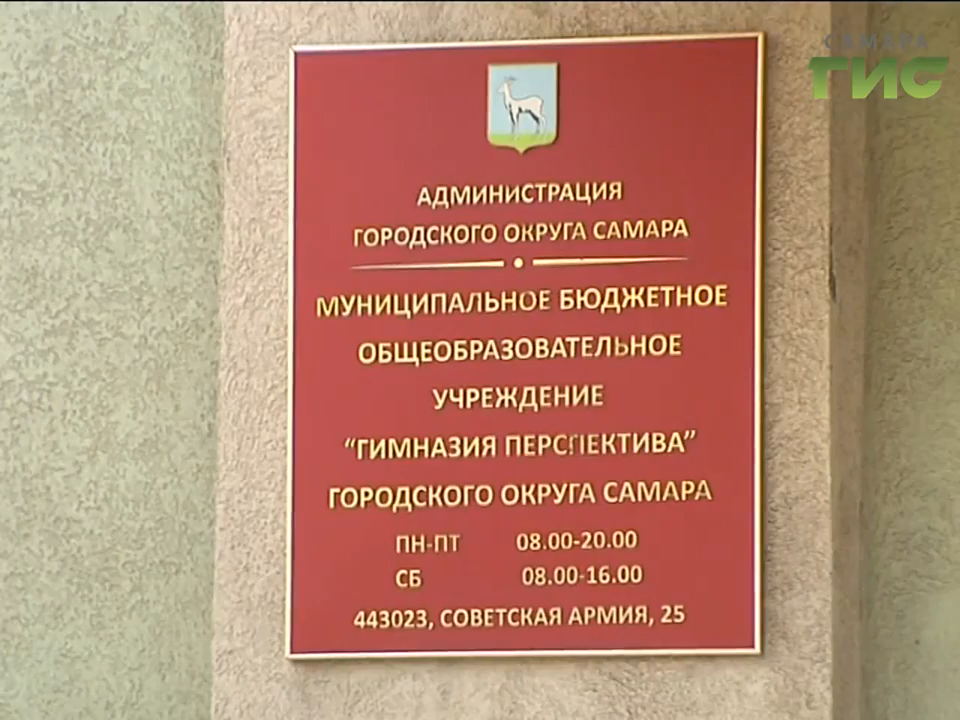 САМАРА
ГИС
АДМИНИСТРАЦИЯ
ГОРОДСКОГО ОКРУГА САМАРА
МУНИЦИПАЛЬНОЕ БЮДЖЕТНОЕ
ОБЩЕОБРАЗОВАТЕЛЬНОЕ
УЧРЕЖДЕНИЕ
“ГИМНАЗИЯ ПЕРСПЕКТИВА”
ГОРОДСКОГО ОКРУГА САМАРА
ПН-ПТ 08.00-20.00
СБ 08.00-16.00
443023, СОВЕТСКАЯ АРМИЯ, 25